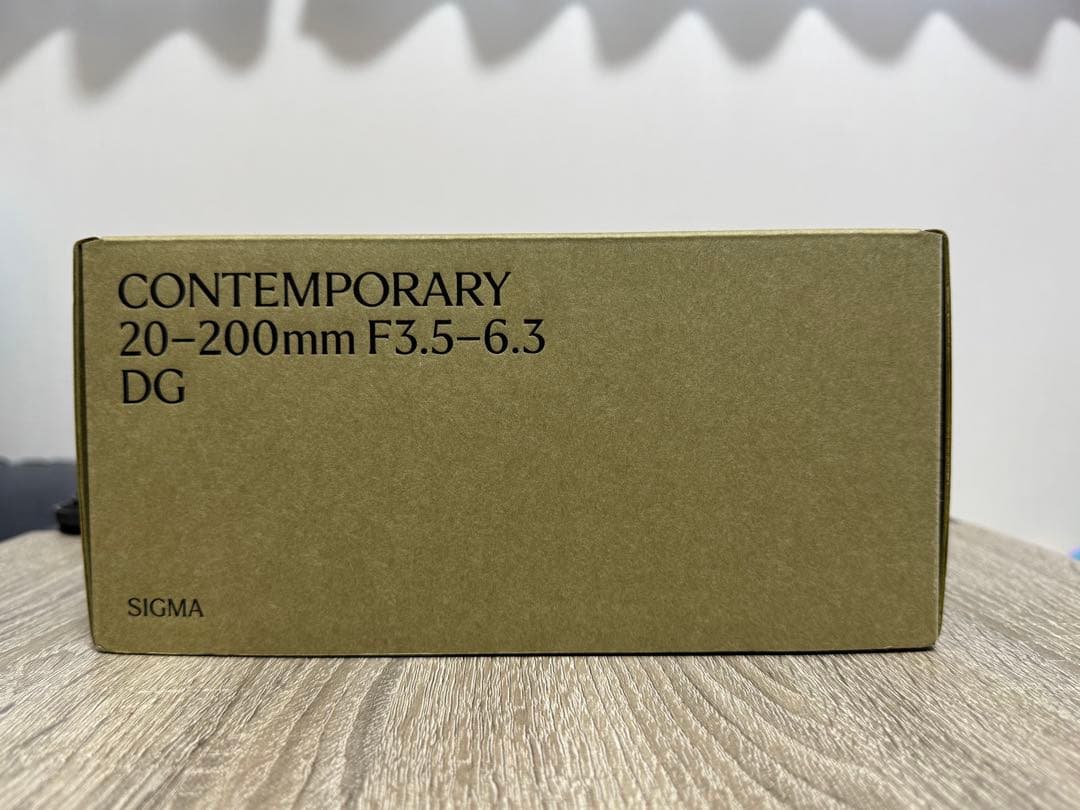 CONTEMPORARY
20–200mm F3.5–6.3
DG
SIGMA